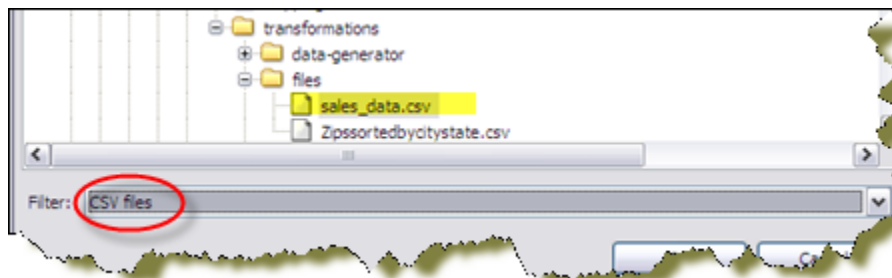 transformations
data-generator
files
sales_data.csv
Zipssortedbycitystate.csv
Filter: CSV files